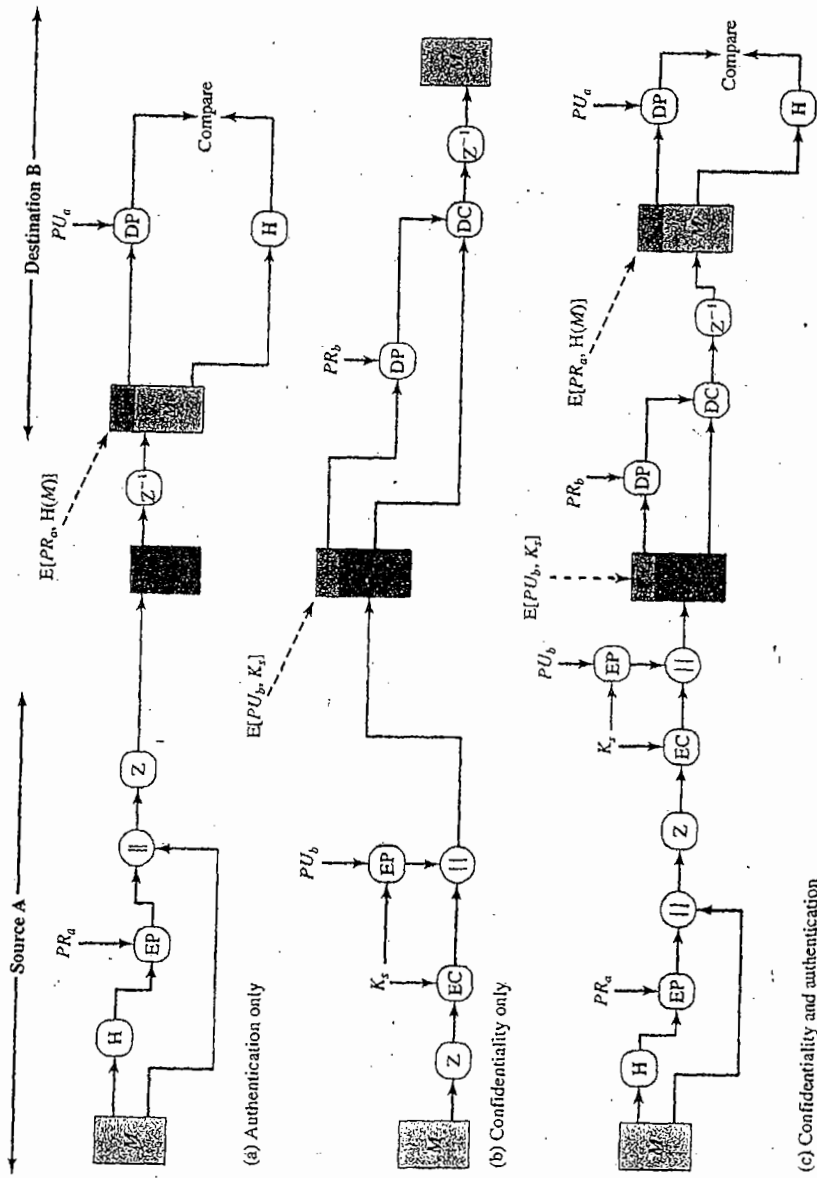 Source A
Destination B
M
H
PR_a
EP
||
Z
Z^{-1}
E[PR_a, H(M)]
M
PU_a
DP
H
Compare
(a) Authentication only
M
Z
K_s
EC
PU_b
EP
||
E[PU_b, K_s]
PR_b
DP
DC
Z^{-1}
M
(b) Confidentiality only
M
H
PR_a
EP
||
Z
K_s
EC
PU_b
EP
||
E[PU_b, K_s]
PR_b
DP
DC
Z^{-1}
E[PR_a, H(M)]
M
PU_a
DP
H
Compare
(c) Confidentiality and authentication